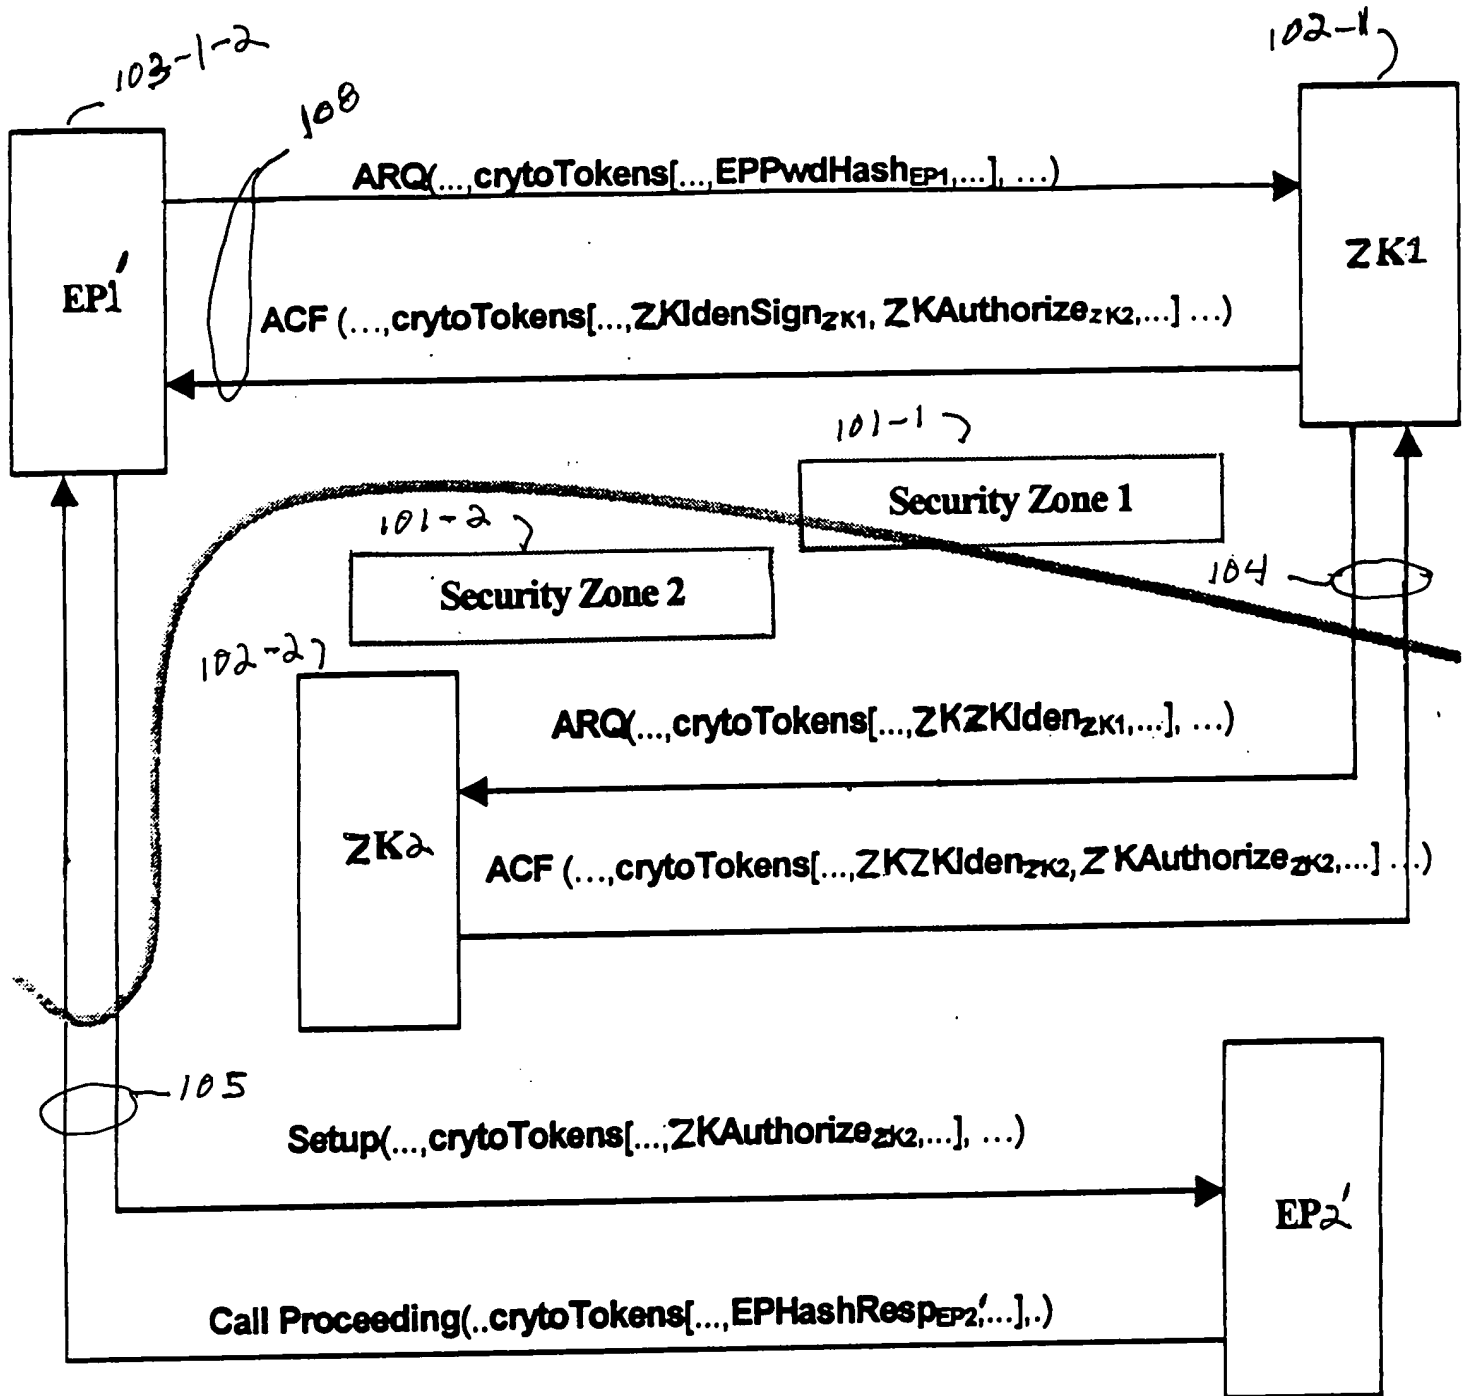 103-1-2
102-1
108
ARQ(...,crytoTokens[...,EPPwdHashEP1,...], ...)
EP1'
ZK1
ACF (...,crytoTokens[...,ZKIdenSignZK1, ZKAuthorizeZK2,...] ...)
101-1
Security Zone 1
101-2
Security Zone 2
104
102-2
ARQ(...,crytoTokens[...,ZKZKIdenZK1,...], ...)
ZK2
ACF (...,crytoTokens[...,ZKZKIdenZK2,ZKAuthorizeZK2,...] ...)
105
Setup(...,crytoTokens[...,ZKAuthorizeZK2,...], ...)
EP2'
Call Proceeding(..crytoTokens[...,EPHashRespEP2',...],.)